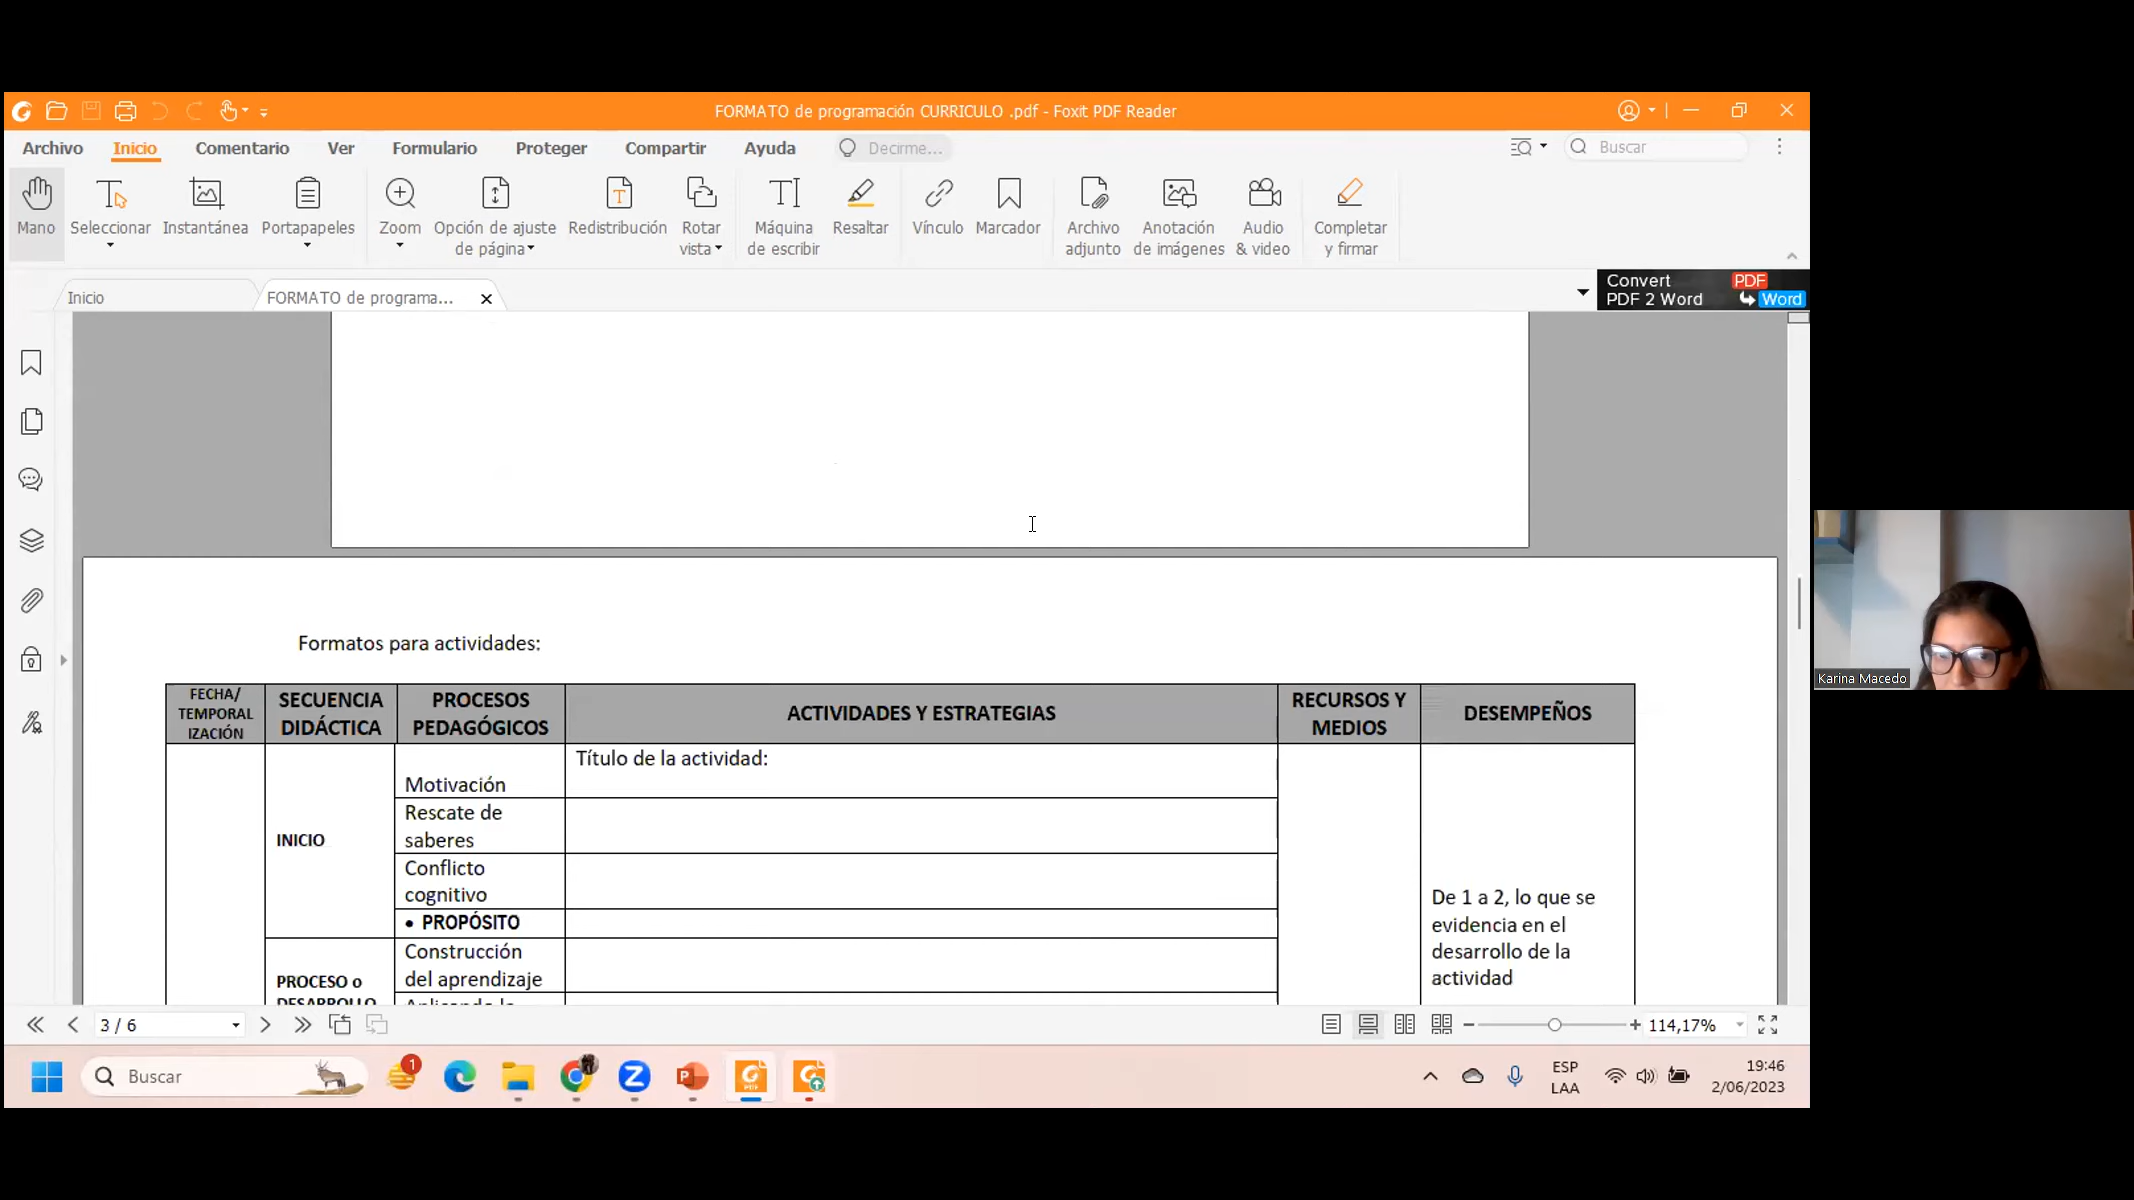 FORMATO de programación CURRICULO .pdf - Foxit PDF Reader
Archivo Inicio Comentario Ver Formulario Proteger Compartir Ayuda Decirme... Buscar
Mano Seleccionar Instantánea Portapapeles Zoom Opción de ajuste de página Redistribución Rotar vista Máquina de escribir Resaltar Vínculo Marcador Archivo adjunto Anotación de imágenes Audio & video Completar y firmar
Inicio FORMATO de programa...
Convert PDF
PDF 2 Word Word
Formatos para actividades:
FECHA/
TEMPORAL
IZACIÓN
SECUENCIA
DIDÁCTICA
PROCESOS
PEDAGÓGICOS
ACTIVIDADES Y ESTRATEGIAS
RECURSOS Y
MEDIOS
DESEMPEÑOS
INICIO
Motivación
Título de la actividad:
Rescate de
saberes
Conflicto
cognitivo
• PROPÓSITO
PROCESO o
DESARROLLO
Construcción
del aprendizaje
Aplicando lo
De 1 a 2, lo que se
evidencia en el
desarrollo de la
actividad
Karina Macedo
3 / 6
114,17%
Buscar
1
ESP
LAA
19:46
2/06/2023